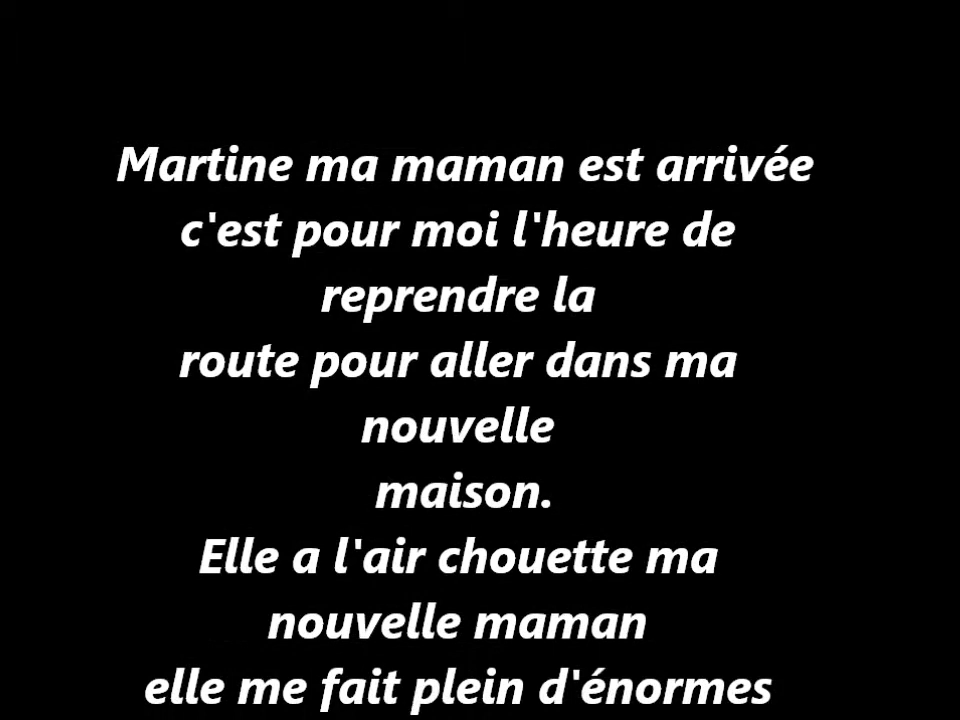 Martine ma maman est arrivée
c'est pour moi l'heure de
reprendre la
route pour aller dans ma
nouvelle
maison.
Elle a l'air chouette ma
nouvelle maman
elle me fait plein d'énormes